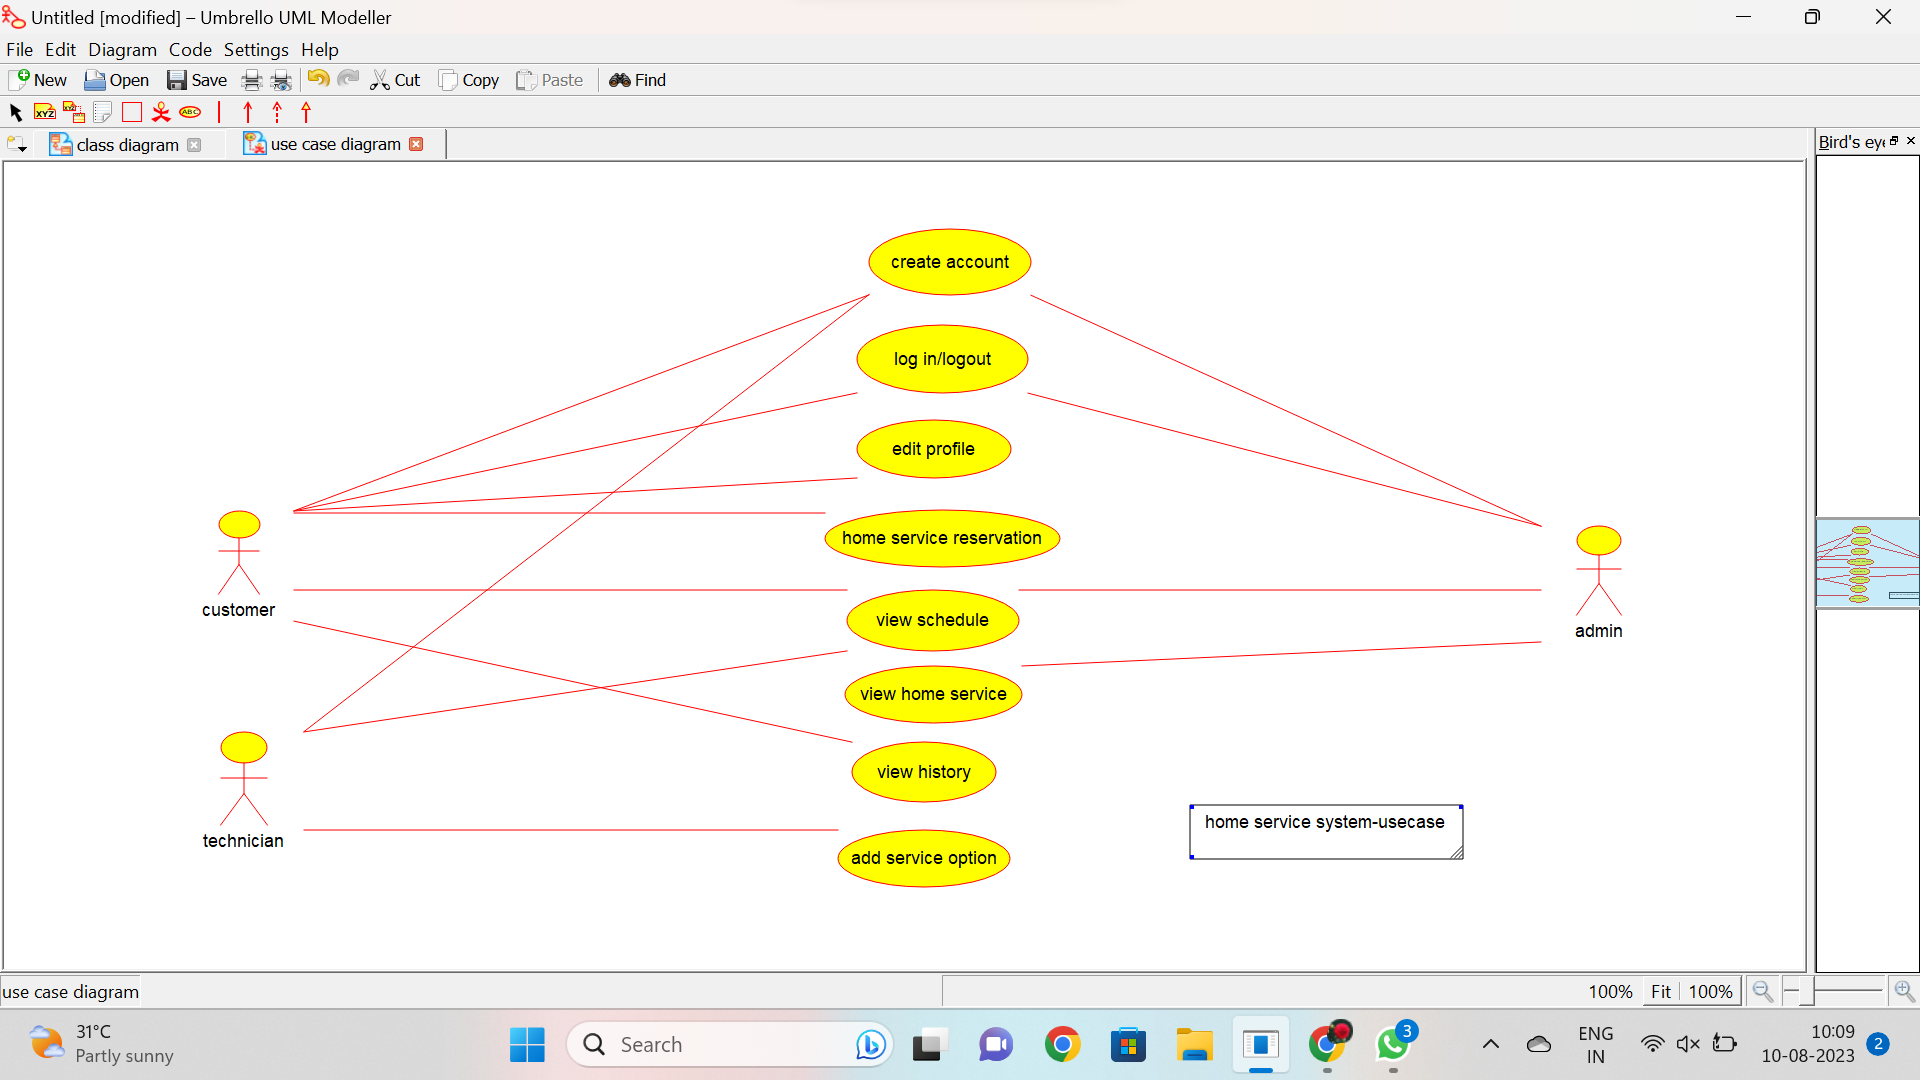 Untitled [modified] – Umbrello UML Modeller
File Edit Diagram Code Settings Help
New Open Save Cut Copy Paste Find
XYZ XYZ ABC
class diagram use case diagram
Bird's eye
create account
log in/logout
edit profile
home service reservation
customer
view schedule
admin
view home service
technician
view history
home service system-usecase
add service option
use case diagram
100% Fit 100%
31°C
Partly sunny
Search
3
ENG
IN
10:09
10-08-2023
2